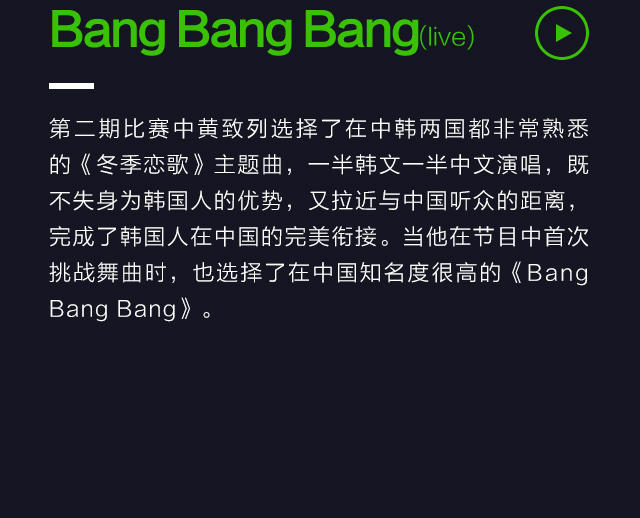 Bang Bang Bang(live)
第二期比赛中黄致列选择了在中韩两国都非常熟悉
的《冬季恋歌》主题曲，一半韩文一半中文演唱，既
不失身为韩国人的优势，又拉近与中国听众的距离，
完成了韩国人在中国的完美衔接。当他在节目中首次
挑战舞曲时，也选择了在中国知名度很高的《Bang
Bang Bang》。